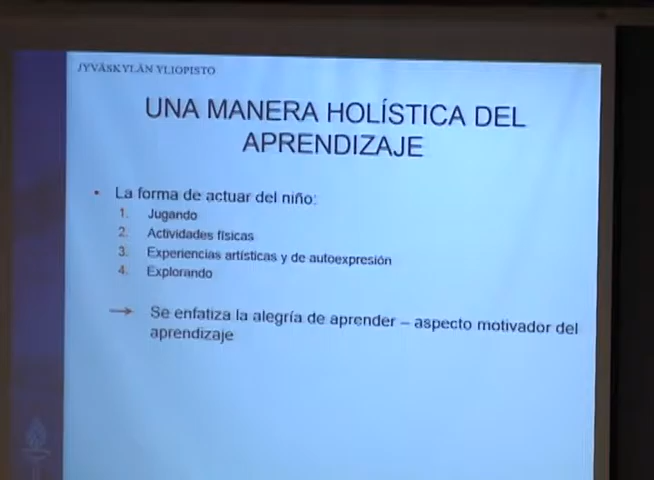 JYVÄSKYLÄN YLIOPISTO
UNA MANERA HOLÍSTICA DEL
APRENDIZAJE
• La forma de actuar del niño:
1. Jugando
2. Actividades físicas
3. Experiencias artísticas y de autoexpresión
4. Explorando
→ Se enfatiza la alegría de aprender – aspecto motivador del
aprendizaje